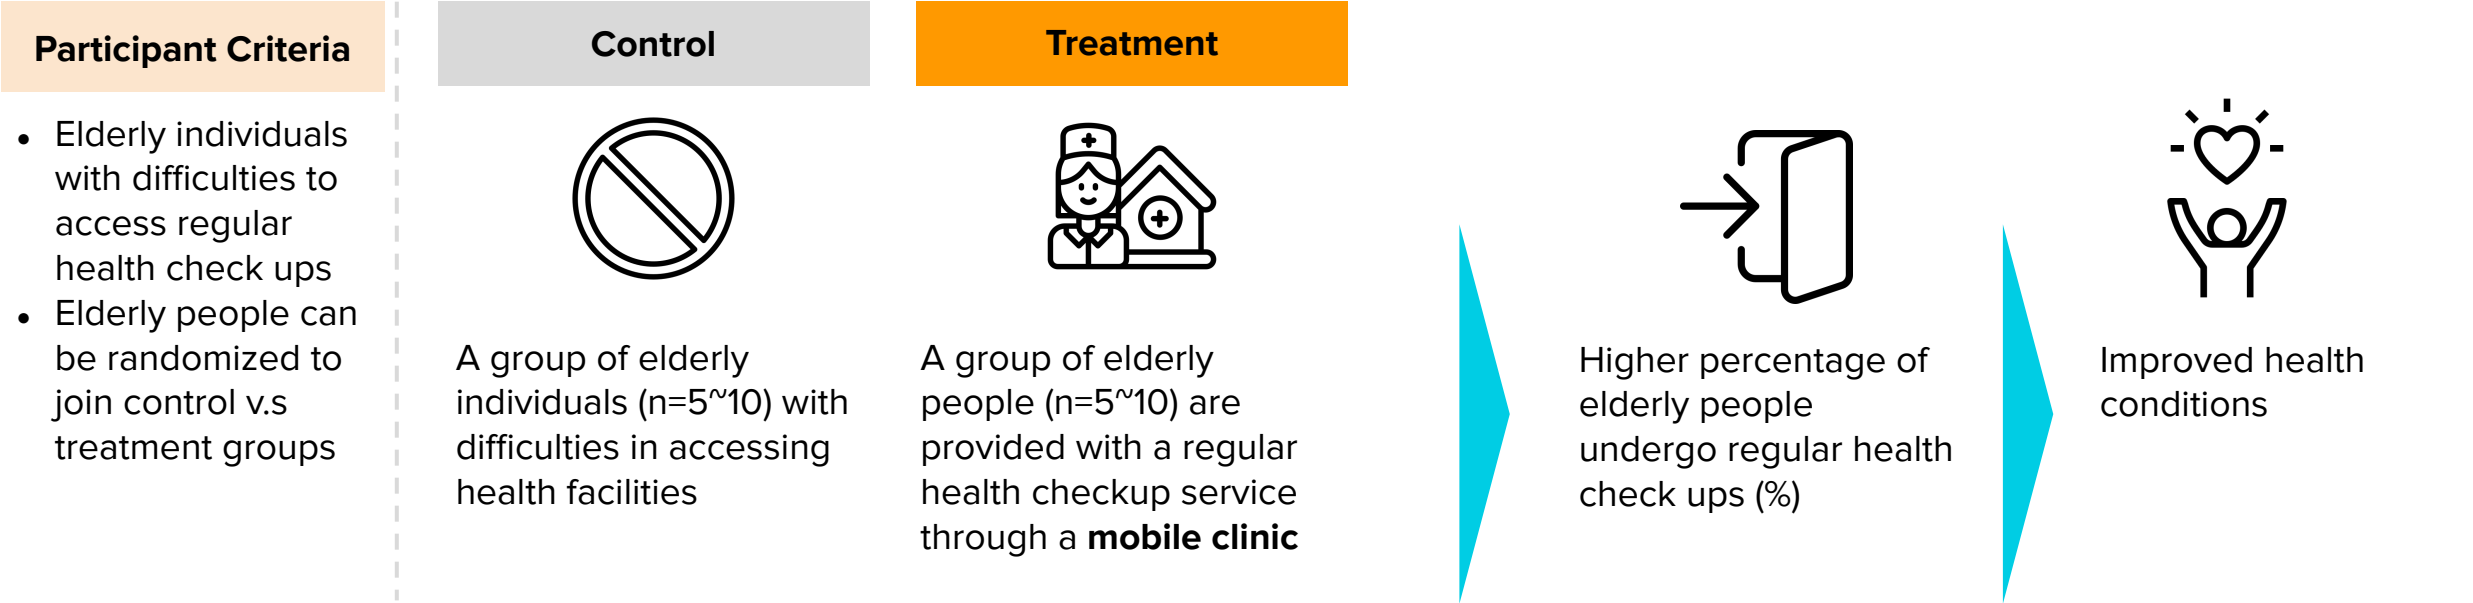 Participant Criteria
• Elderly individuals
with difficulties to
access regular
health check ups
• Elderly people can
be randomized to
join control v.s
treatment groups
Control
A group of elderly
individuals (n=5~10) with
difficulties in accessing
health facilities
Treatment
A group of elderly
people (n=5~10) are
provided with a regular
health checkup service
through a mobile clinic
Higher percentage of
elderly people
undergo regular health
check ups (%)
Improved health
conditions